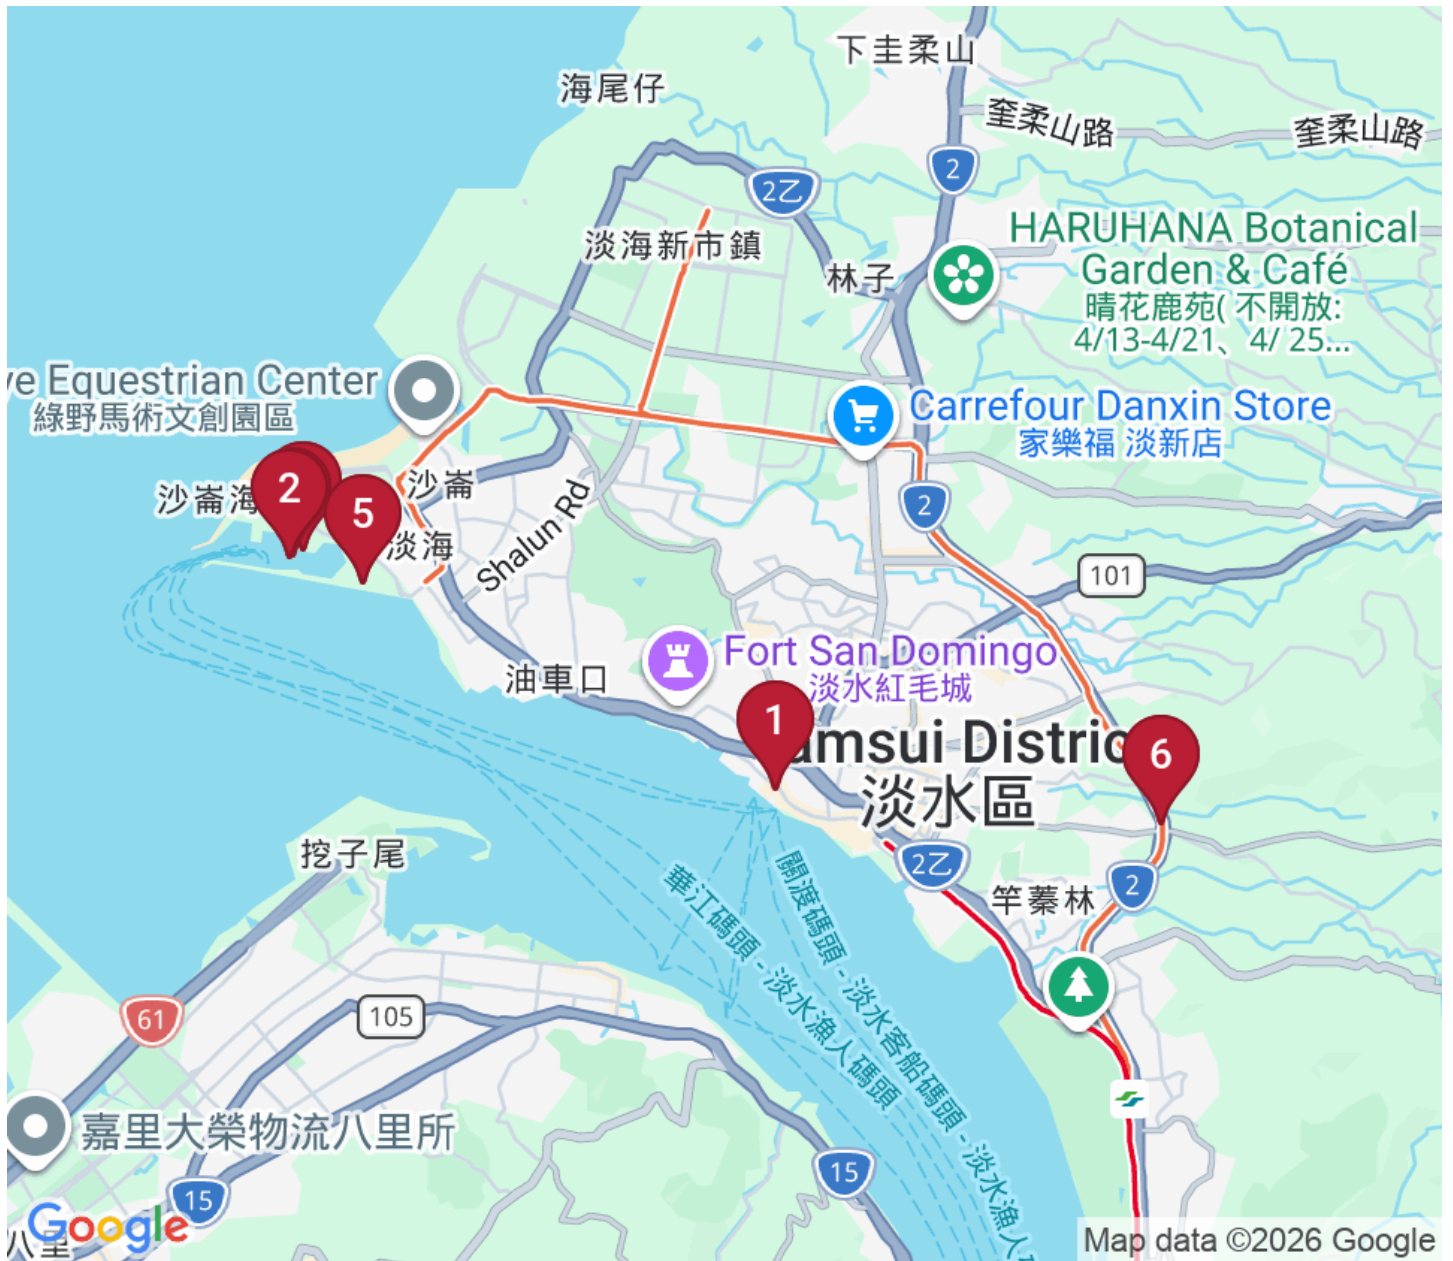 下圭柔山
海尾仔
奎柔山路
奎柔山路
2
2乙
HARUHANA Botanical
Garden & Café
晴花鹿苑( 不開放:
4/13-4/21、4/ 25...
淡海新市鎮
林子
ye Equestrian Center
綠野馬術文創園區
Carrefour Danxin Store
家樂福 淡新店
沙崙海
2
5
沙崙
淡海
Shalun Rd
2
101
Fort San Domingo
淡水紅毛城
油車口
1
amsui Distric
淡水區
6
挖子尾
2乙
2
竿蓁林
關渡碼頭 - 淡水客船碼頭 - 淡水漁人
華江碼頭 - 淡水漁人碼頭
61
105
嘉里大榮物流八里所
15
15
八里
Google
Map data ©2026 Google